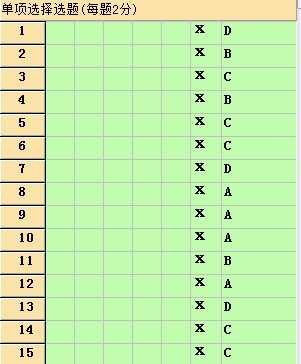 单项选择选题(每题2分)
1 X D
2 X B
3 X C
4 X B
5 X C
6 X C
7 X D
8 X A
9 X A
10 X A
11 X B
12 X A
13 X D
14 X C
15 X C